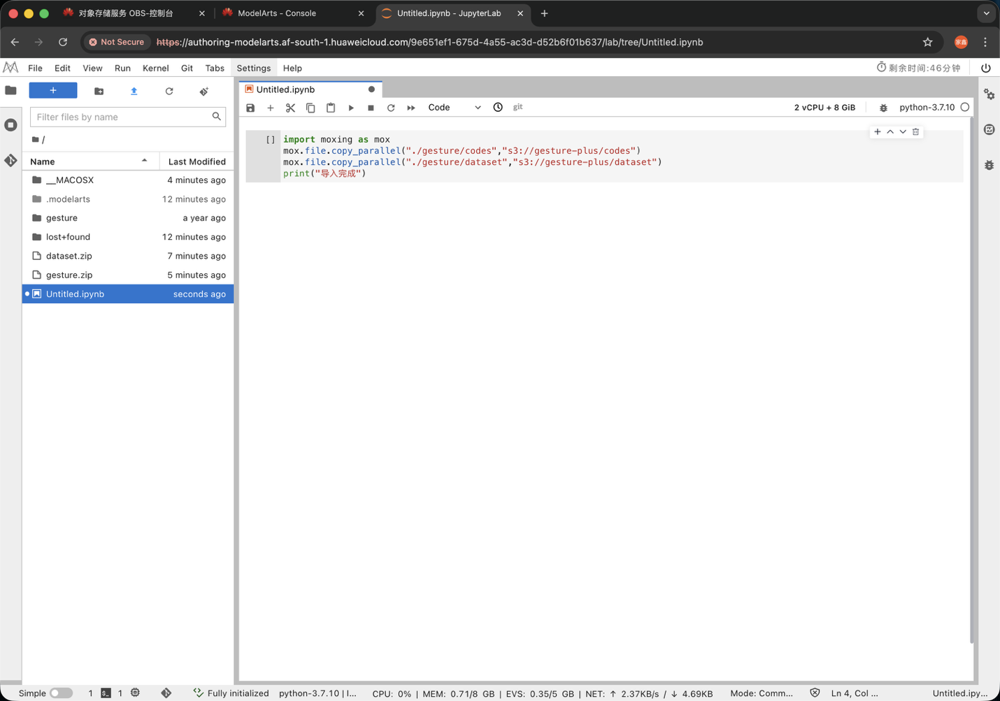 对象存储服务 OBS-控制台
ModelArts - Console
Untitled.ipynb - JupyterLab
Not Secure
https://authoring-modelarts.af-south-1.huaweicloud.com/9e651ef1-675d-4a55-ac3d-d52b6f01b637/lab/tree/Untitled.ipynb
家鑫
File Edit View Run Kernel Git Tabs Settings Help
剩余时间:46分钟
Filter files by name
/
Name Last Modified
__MACOSX 4 minutes ago
.modelarts 12 minutes ago
gesture a year ago
lost+found 12 minutes ago
dataset.zip 7 minutes ago
gesture.zip 5 minutes ago
Untitled.ipynb seconds ago
Untitled.ipynb
Code
git
2 vCPU + 8 GiB
python-3.7.10
[ ]
import moxing as mox
mox.file.copy_parallel("./gesture/codes","s3://gesture-plus/codes")
mox.file.copy_parallel("./gesture/dataset","s3://gesture-plus/dataset")
print("导入完成")
Simple 1 $_ 1 Fully initialized python-3.7.10 | I... CPU: 0% | MEM: 0.71/8 GB | EVS: 0.35/5 GB | NET: ↑ 2.37KB/s / ↓ 4.69KB Mode: Comm... Ln 4, Col ... Untitled.ipy...